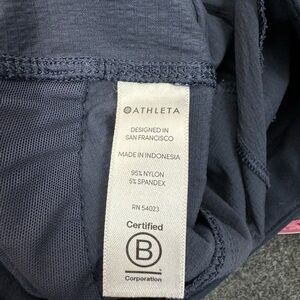 ATHLETA
DESIGNED IN
SAN FRANCISCO
MADE IN INDONESIA
95% NYLON
5% SPANDEX
RN 54023
Certified
B
Corporation